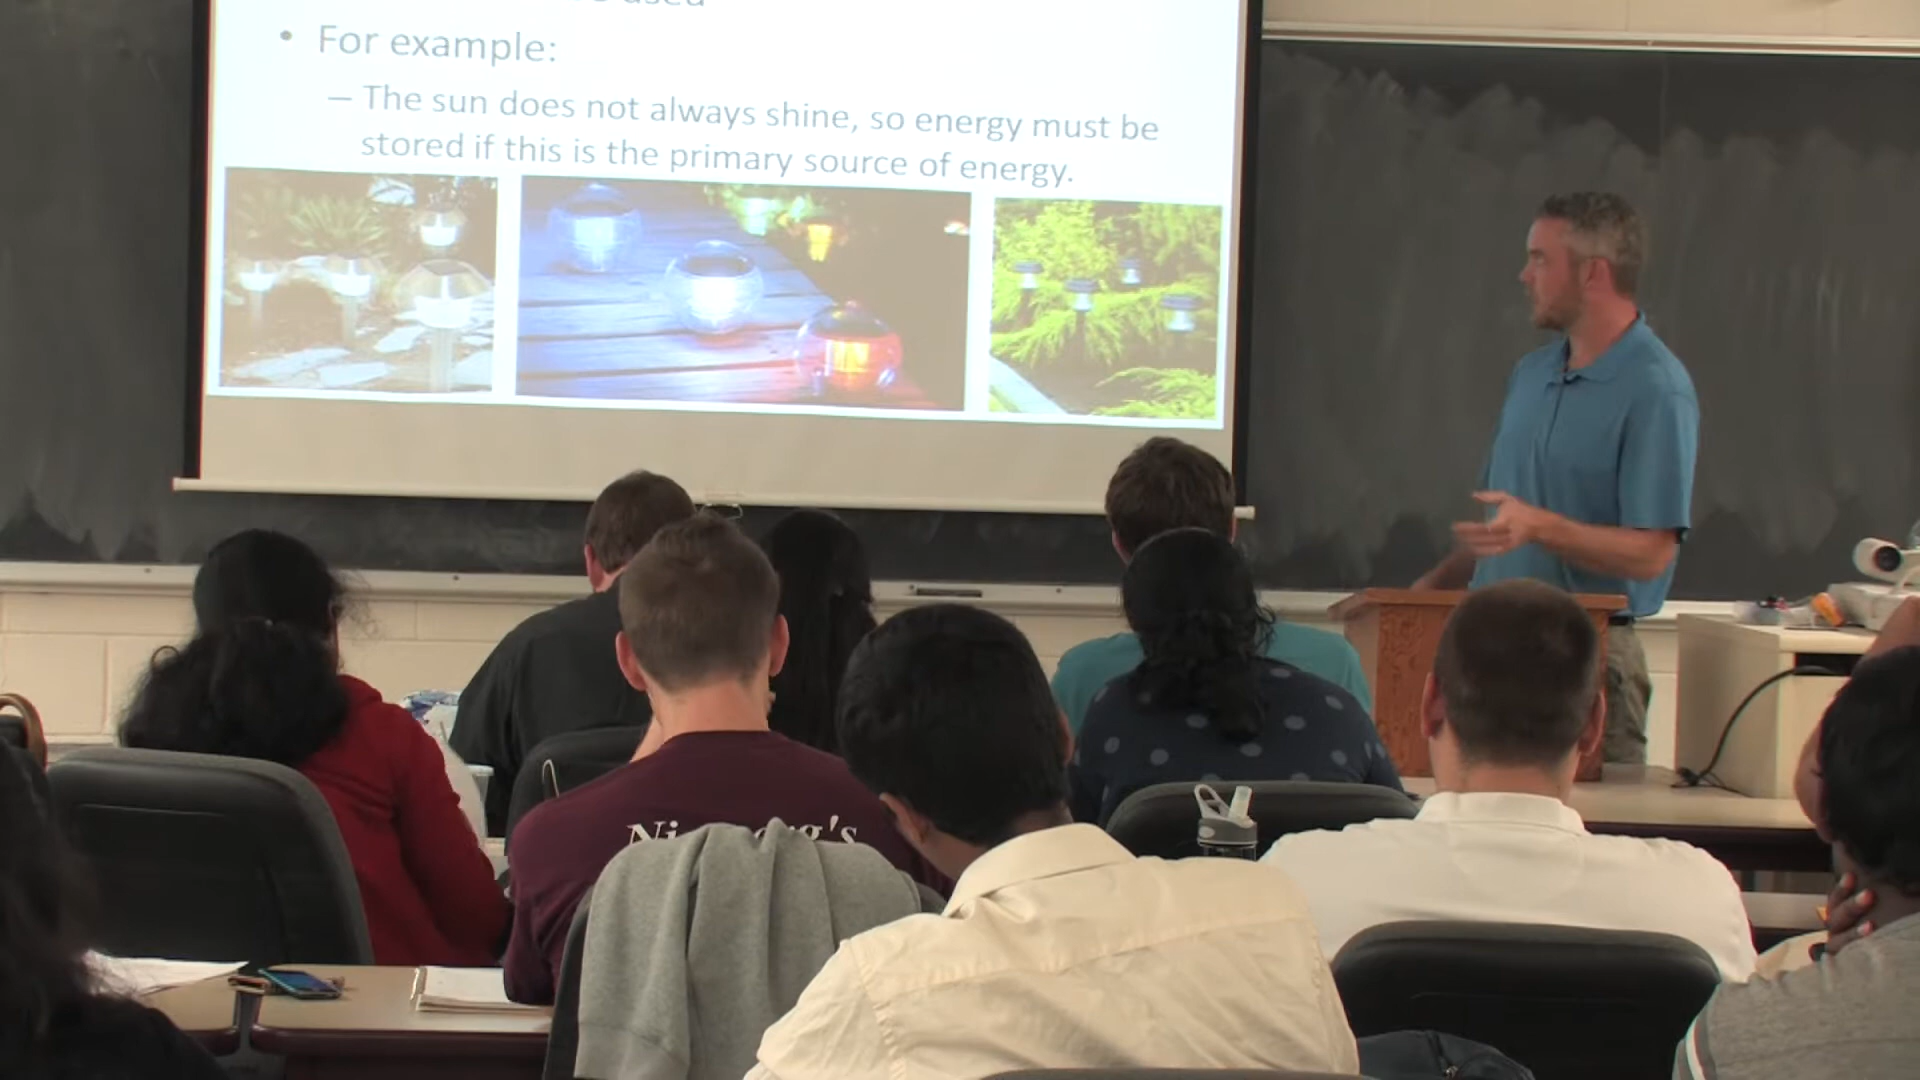 used
• For example:
– The sun does not always shine, so energy must be
stored if this is the primary source of energy.